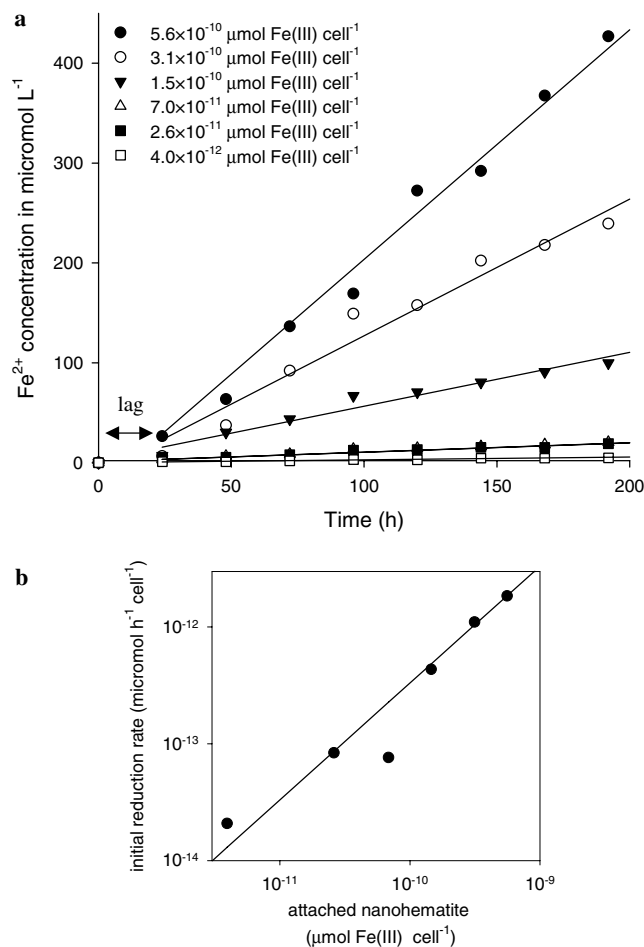 a
5.6×10⁻¹⁰ μmol Fe(III) cell⁻¹
3.1×10⁻¹⁰ μmol Fe(III) cell⁻¹
1.5×10⁻¹⁰ μmol Fe(III) cell⁻¹
7.0×10⁻¹¹ μmol Fe(III) cell⁻¹
2.6×10⁻¹¹ μmol Fe(III) cell⁻¹
4.0×10⁻¹² μmol Fe(III) cell⁻¹
Fe²⁺ concentration in micromol L⁻¹
400
300
200
100
0
lag
0 50 100 150 200
Time (h)
b
initial reduction rate (micromol h⁻¹ cell⁻¹)
10⁻¹²
10⁻¹³
10⁻¹⁴
10⁻¹¹ 10⁻¹⁰ 10⁻⁹
attached nanohematite
(μmol Fe(III) cell⁻¹)